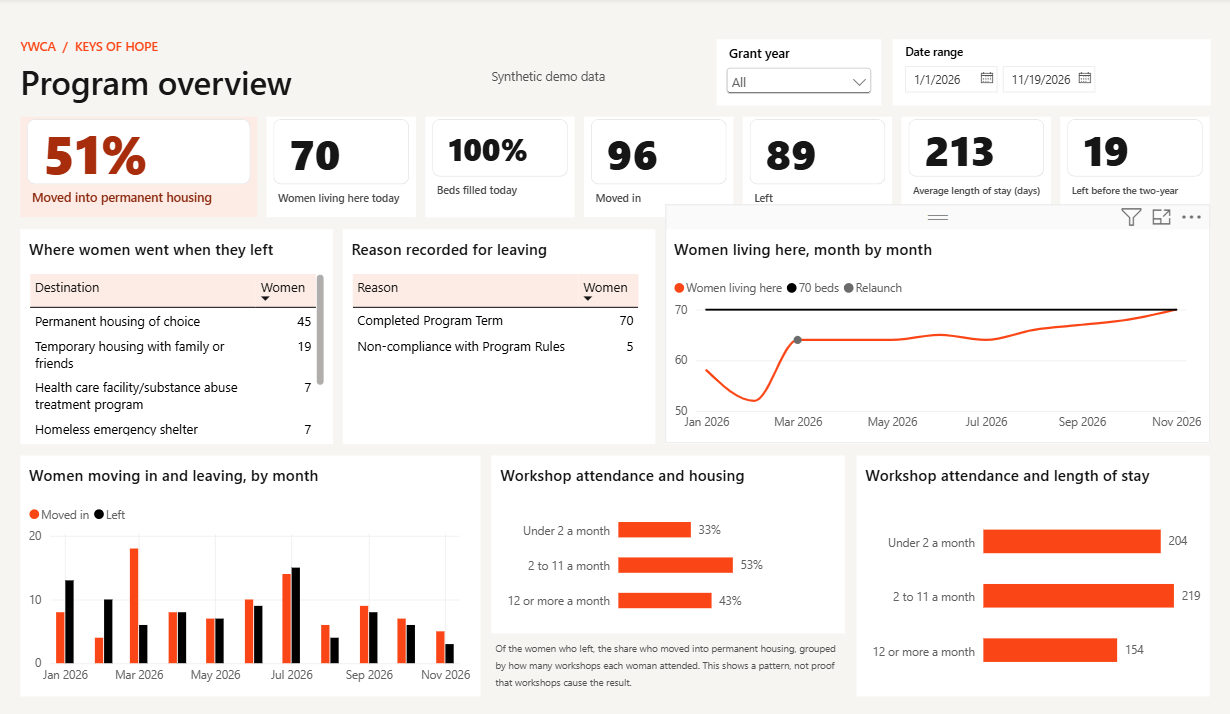 YWCA / KEYS OF HOPE
Program overview
Synthetic demo data
Grant year
All
Date range
1/1/2026
11/19/2026
51%
Moved into permanent housing
70
Women living here today
100%
Beds filled today
96
Moved in
89
Left
213
Average length of stay (days)
19
Left before the two-year
Where women went when they left
Destination Women
Permanent housing of choice 45
Temporary housing with family or 19
friends
Health care facility/substance abuse 7
treatment program
Homeless emergency shelter 7
Reason recorded for leaving
Reason Women
Completed Program Term 70
Non-compliance with Program Rules 5
Women living here, month by month
Women living here 70 beds Relaunch
70
60
50
Jan 2026 Mar 2026 May 2026 Jul 2026 Sep 2026 Nov 2026
Women moving in and leaving, by month
Moved in Left
20
10
0
Jan 2026 Mar 2026 May 2026 Jul 2026 Sep 2026 Nov 2026
Workshop attendance and housing
Under 2 a month 33%
2 to 11 a month 53%
12 or more a month 43%
Of the women who left, the share who moved into permanent housing, grouped
by how many workshops each woman attended. This shows a pattern, not proof
that workshops cause the result.
Workshop attendance and length of stay
Under 2 a month 204
2 to 11 a month 219
12 or more a month 154